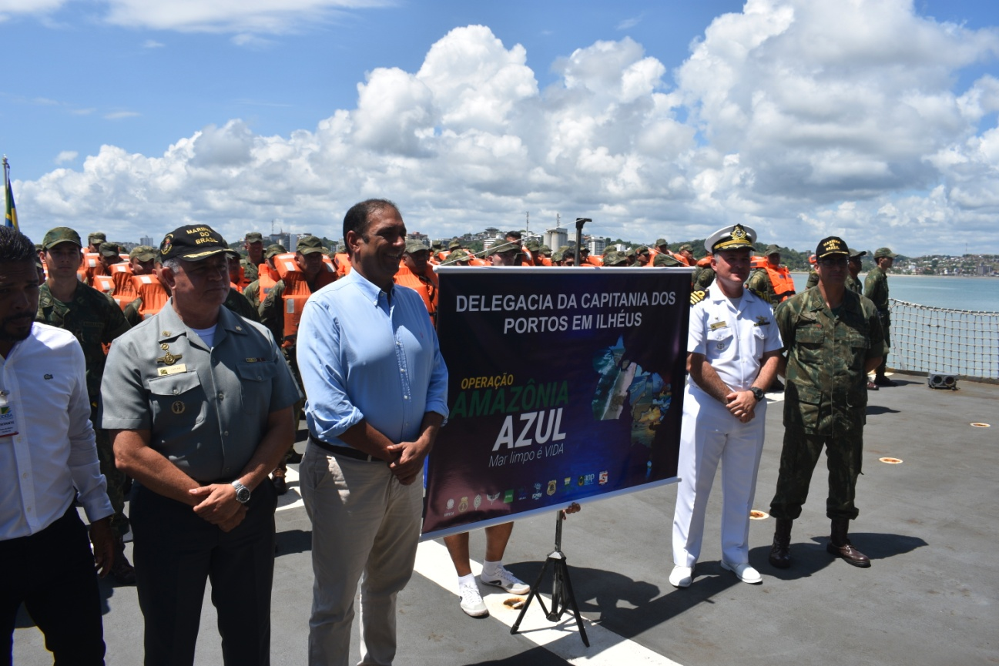 MARINHA
DO
BRASIL
DELEGACIA DA CAPITANIA DOS
PORTOS EM ILHÉUS
OPERAÇÃO
AMAZÔNIA
AZUL
Mar limpo é VIDA